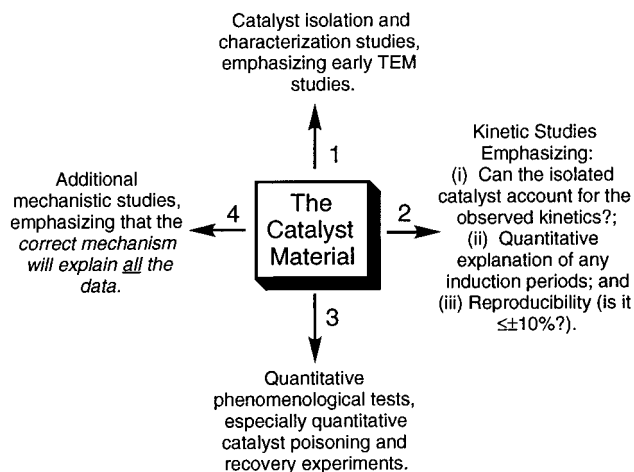 Catalyst isolation and
characterization studies,
emphasizing early TEM
studies.
1
Kinetic Studies
Emphasizing:
(i) Can the isolated
catalyst account for the
observed kinetics?;
(ii) Quantitative
explanation of any
induction periods; and
(iii) Reproducibility (is it
≤±10%?).
2
The
Catalyst
Material
4
Additional
mechanistic studies,
emphasizing that the
correct mechanism
will explain all the
data.
3
Quantitative
phenomenological tests,
especially quantitative
catalyst poisoning and
recovery experiments.